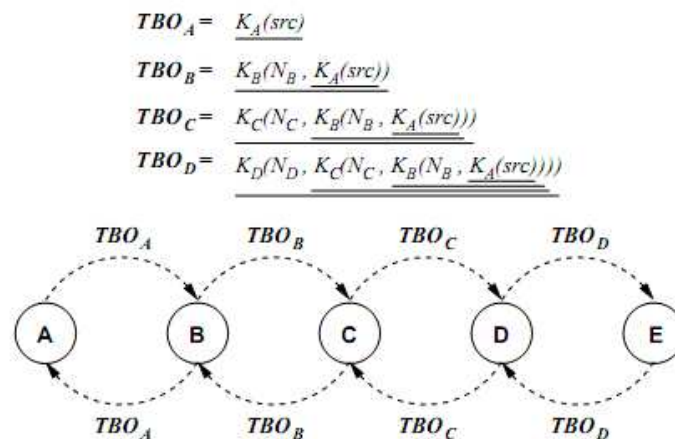 TBO_A = K_A(src)
TBO_B = K_B(N_B , K_A(src))
TBO_C = K_C(N_C , K_B(N_B , K_A(src)))
TBO_D = K_D(N_D , K_C(N_C , K_B(N_B , K_A(src))))
TBO_A TBO_B TBO_C TBO_D
A B C D E
TBO_A TBO_B TBO_C TBO_D